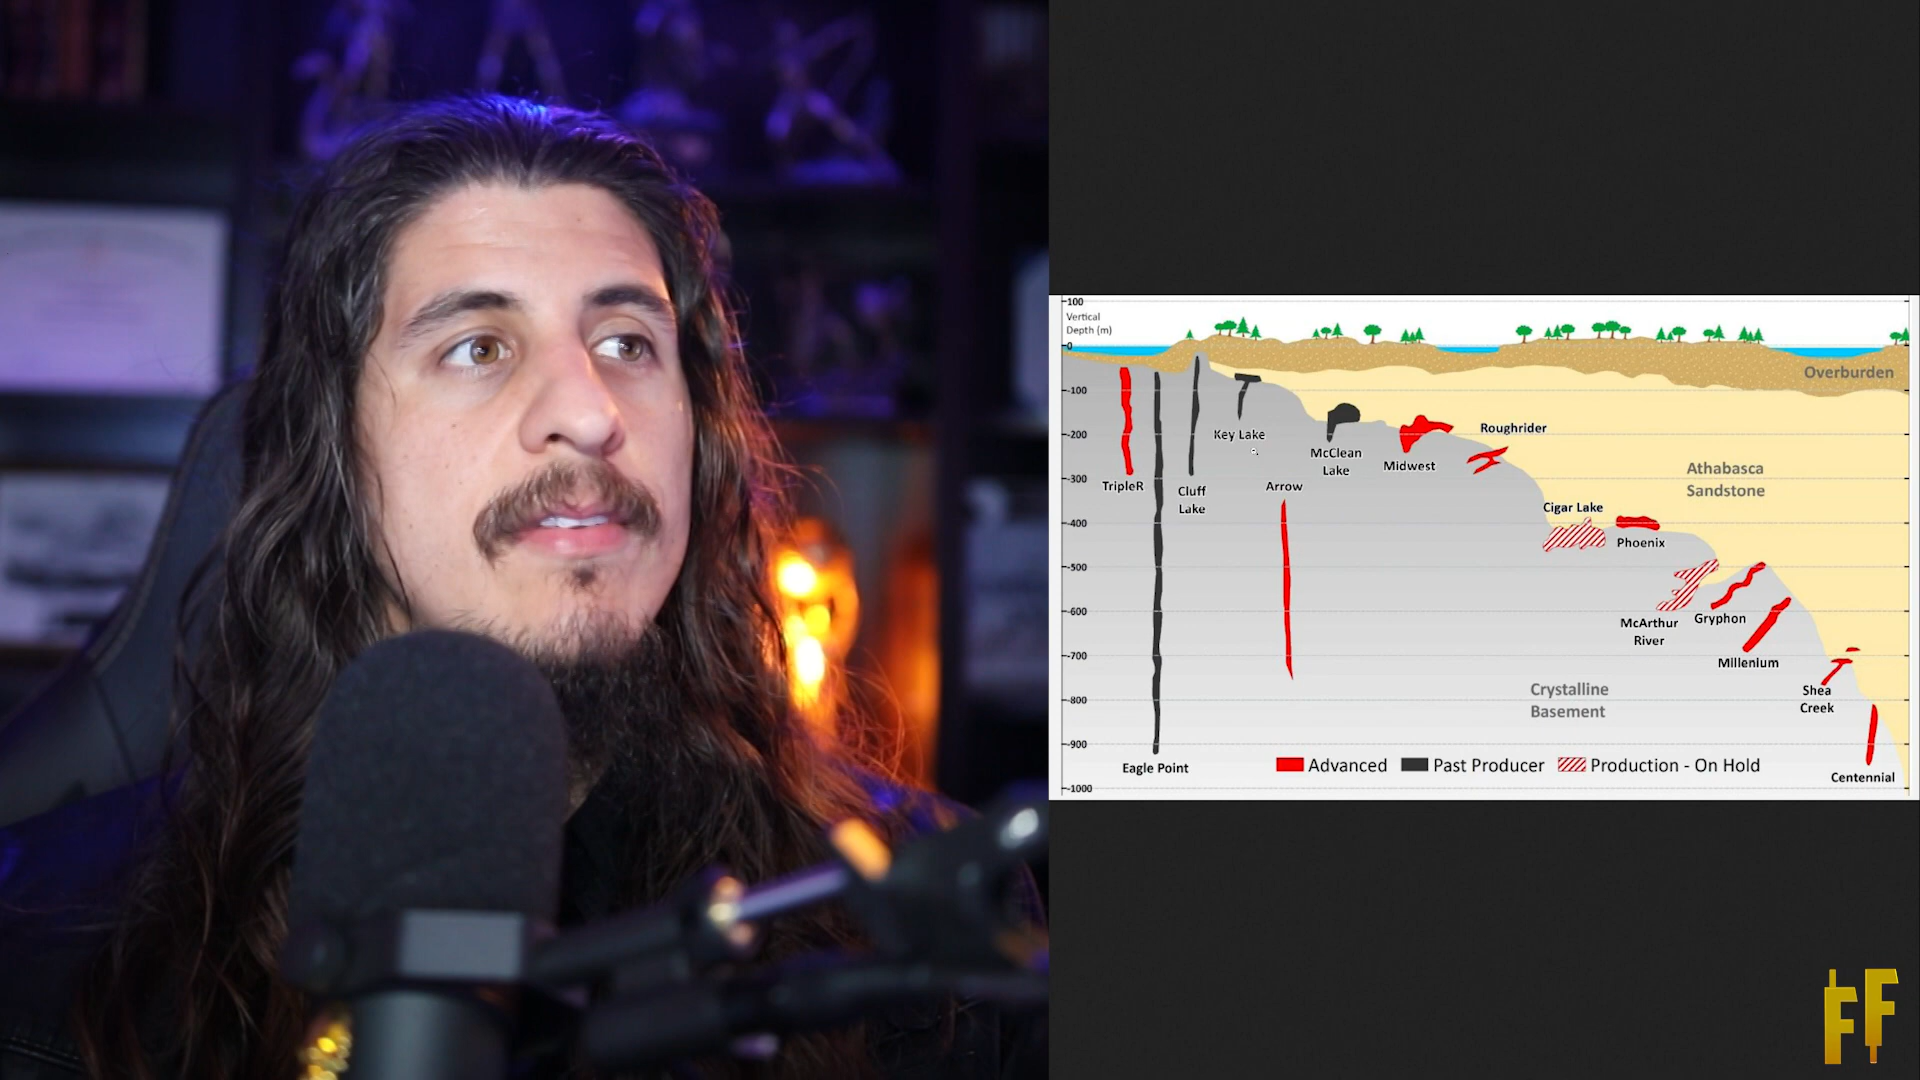 100
Vertical
Depth (m)
0
Overburden
-100
-200
Key Lake
Roughrider
McClean
Lake
Midwest
Athabasca
Sandstone
-300
TripleR
Cluff
Lake
Arrow
Cigar Lake
-400
Phoenix
-500
-600
McArthur
River
Gryphon
-700
Millenium
Shea
Creek
Crystalline
Basement
-800
-900
Eagle Point
Advanced
Past Producer
Production - On Hold
Centennial
-1000
FF